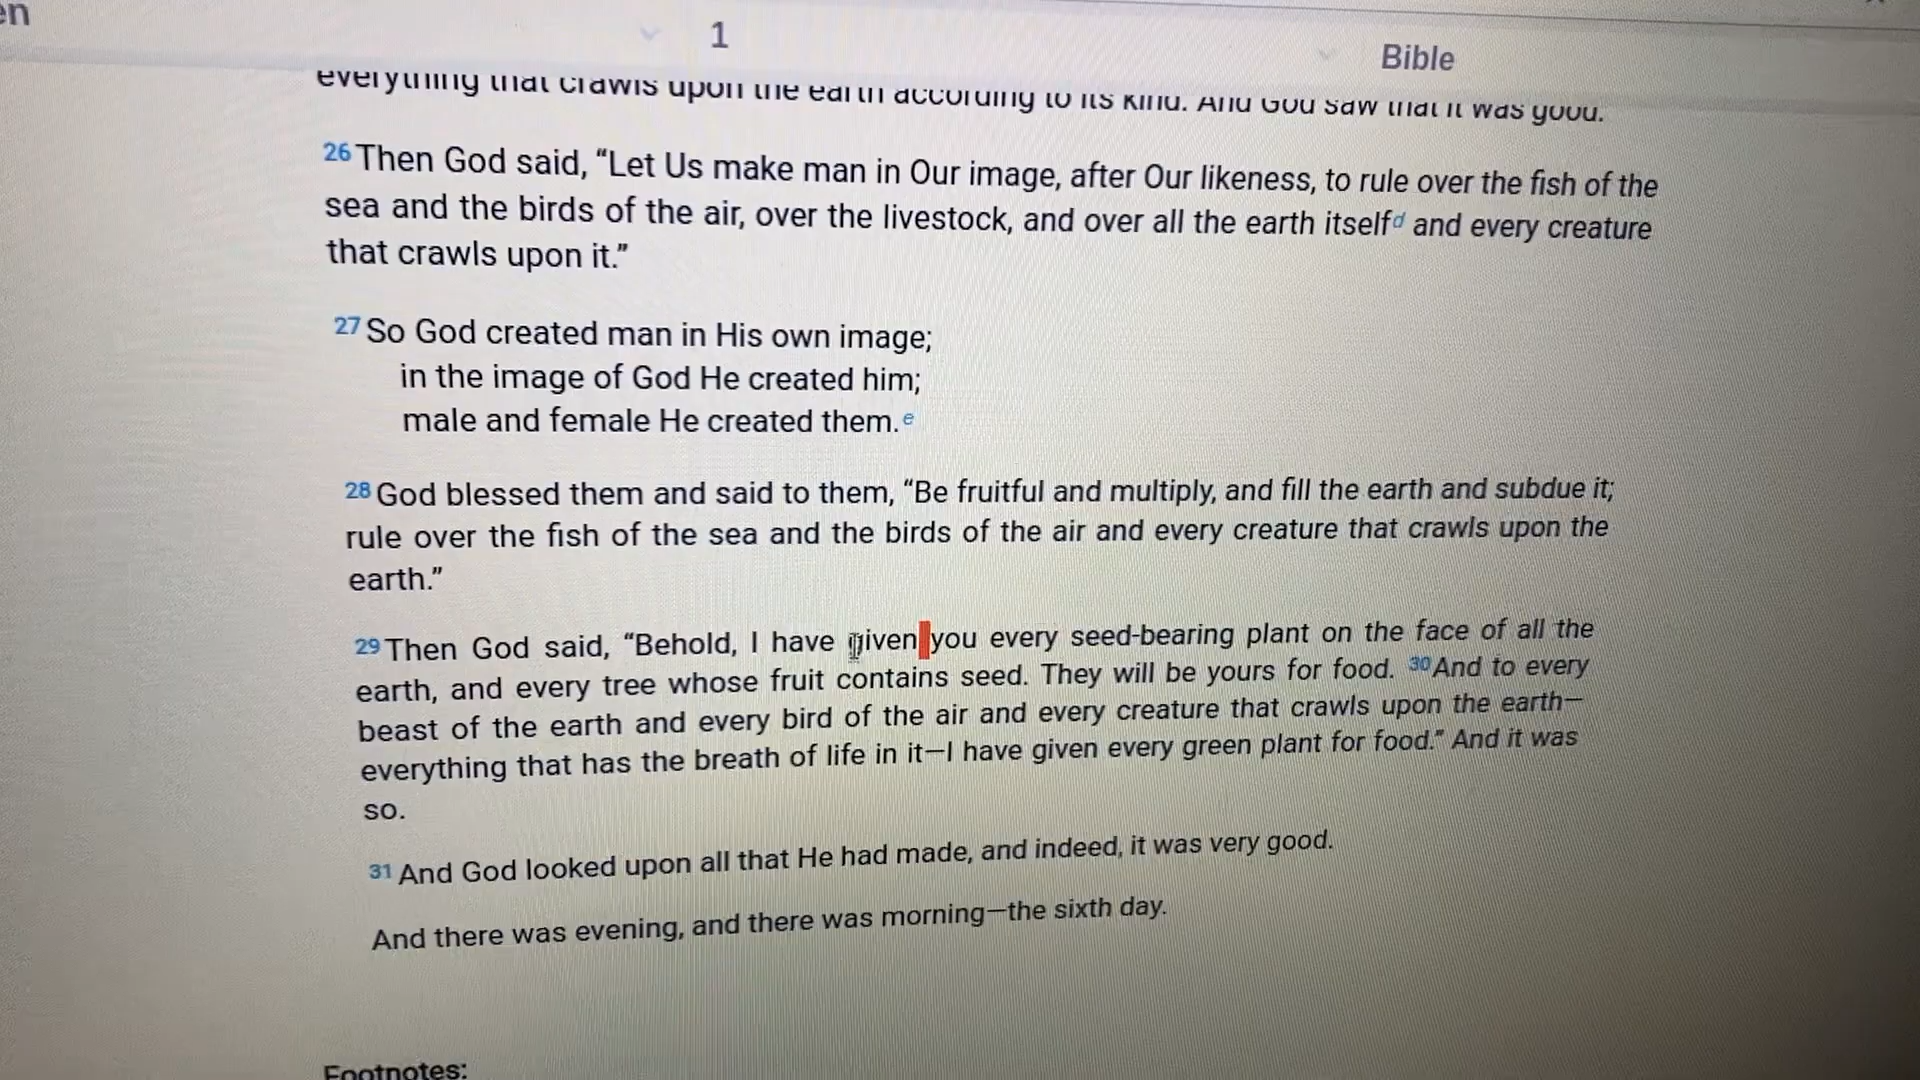 en
1
Bible
everything that crawls upon the earth according to its kind. And God saw that it was good.
26 Then God said, “Let Us make man in Our image, after Our likeness, to rule over the fish of the
sea and the birds of the air, over the livestock, and over all the earth itselfd and every creature
that crawls upon it.”
27 So God created man in His own image;
in the image of God He created him;
male and female He created them.e
28 God blessed them and said to them, “Be fruitful and multiply, and fill the earth and subdue it;
rule over the fish of the sea and the birds of the air and every creature that crawls upon the
earth.”
29 Then God said, “Behold, I have given you every seed-bearing plant on the face of all the
earth, and every tree whose fruit contains seed. They will be yours for food. 30 And to every
beast of the earth and every bird of the air and every creature that crawls upon the earth—
everything that has the breath of life in it—I have given every green plant for food.” And it was
so.
31 And God looked upon all that He had made, and indeed, it was very good.
And there was evening, and there was morning—the sixth day.
Footnotes: